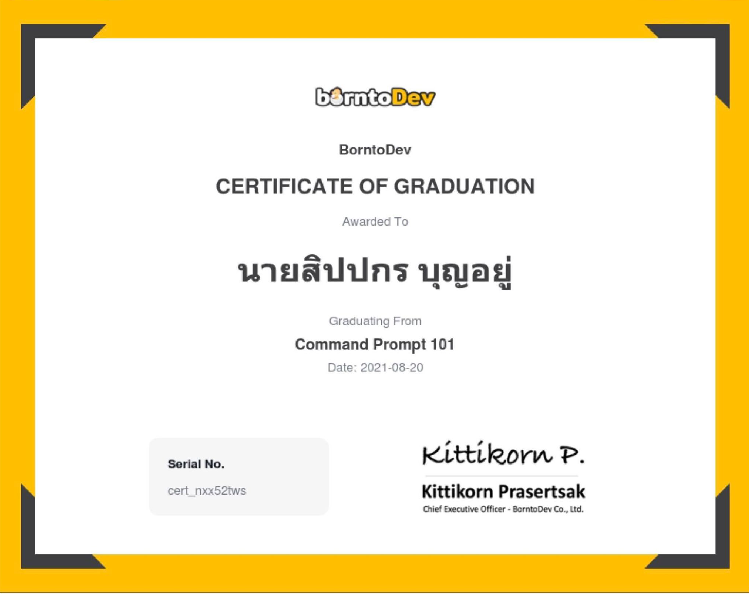 borntoDev
BorntoDev
CERTIFICATE OF GRADUATION
Awarded To
นายสิปปกร บุญอยู่
Graduating From
Command Prompt 101
Date: 2021-08-20
Serial No.
cert_nxx52tws
Kittikorn P.
Kittikorn Prasertsak
Chief Executive Officer - BorntoDev Co., Ltd.